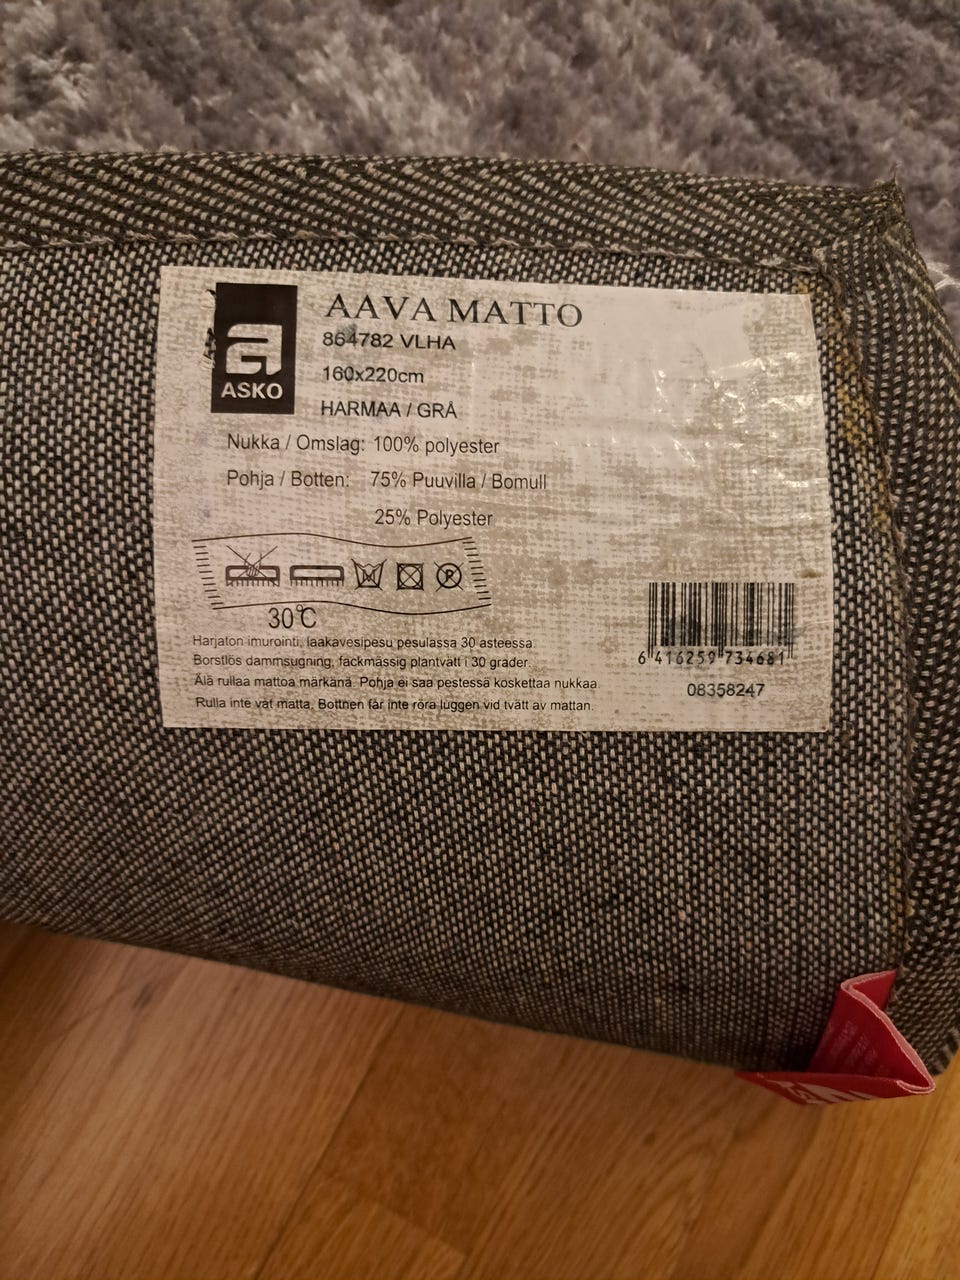 ASKO
AAVA MATTO
864782 VLHA
160x220cm
HARMAA / GRÅ
Nukka / Omslag: 100% polyester
Pohja / Botten: 75% Puuvilla / Bomull
25% Polyester
P
30°C
Harjaton imurointi, laakavesipesu pesulassa 30 asteessa.
Borstlös dammsugning, fackmässig plantvätt i 30 grader.
Älä rullaa mattoa märkänä. Pohja ei saa pestessä koskettaa nukkaa.
Rulla inte våt matta, Bottnen får inte röra luggen vid tvätt av mattan.
6 416259 734681
08358247